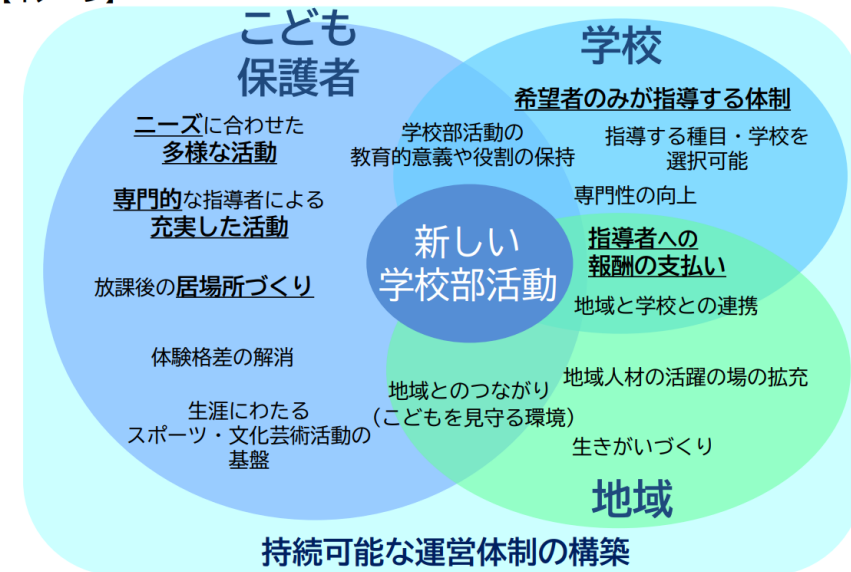 こども
保護者
ニーズに合わせた
多様な活動
専門的な指導者による
充実した活動
放課後の居場所づくり
体験格差の解消
生涯にわたる
スポーツ・文化芸術活動の
基盤
学校
希望者のみが指導する体制
学校部活動の
教育的意義や役割の保持
指導する種目・学校を
選択可能
専門性の向上
新しい
学校部活動
指導者への
報酬の支払い
地域と学校との連携
地域とのつながり
（こどもを見守る環境）
地域人材の活躍の場の拡充
生きがいづくり
地域
持続可能な運営体制の構築